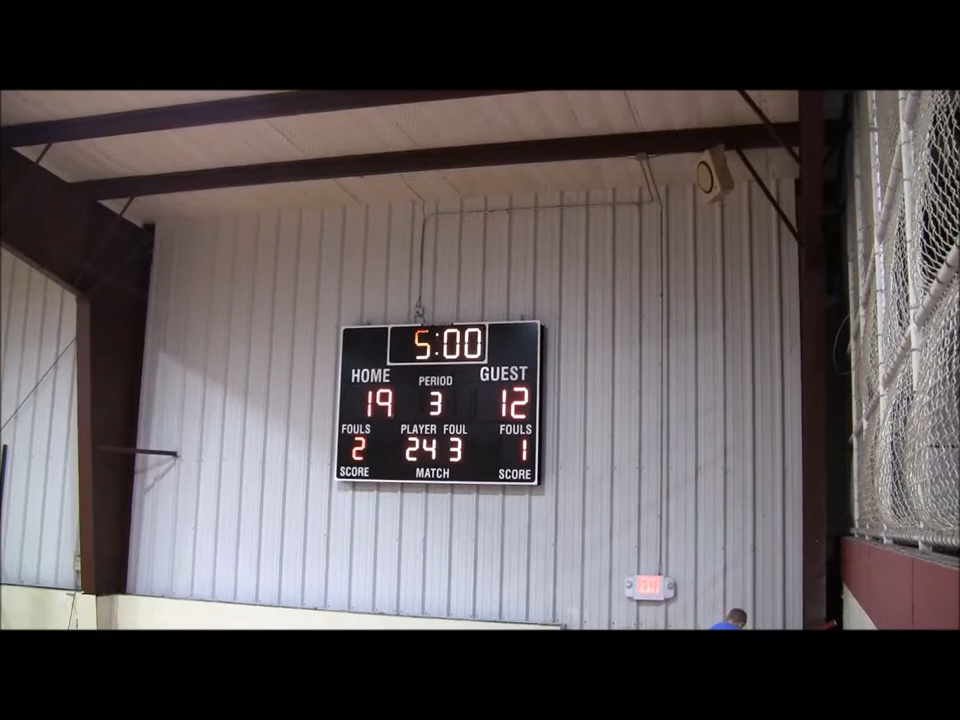 5:00
HOME PERIOD GUEST
19 3 12
FOULS PLAYER FOUL FOULS
2 24 3 1
SCORE MATCH SCORE
EXIT